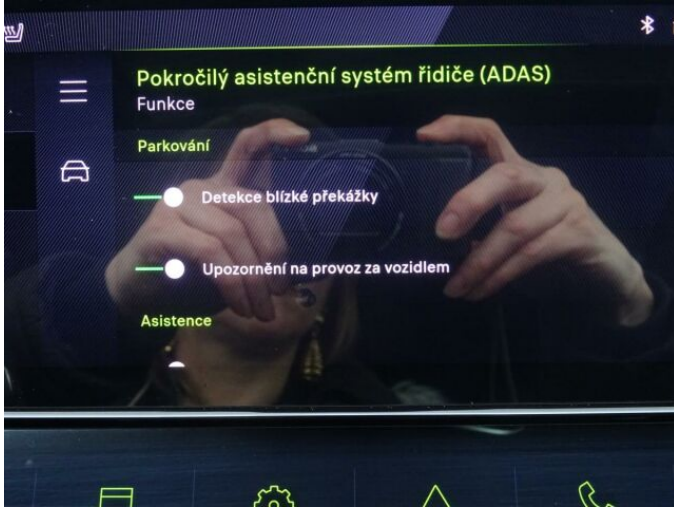 Pokročilý asistenční systém řidiče (ADAS)
Funkce
Parkování
Detekce blízké překážky
Upozornění na provoz za vozidlem
Asistence